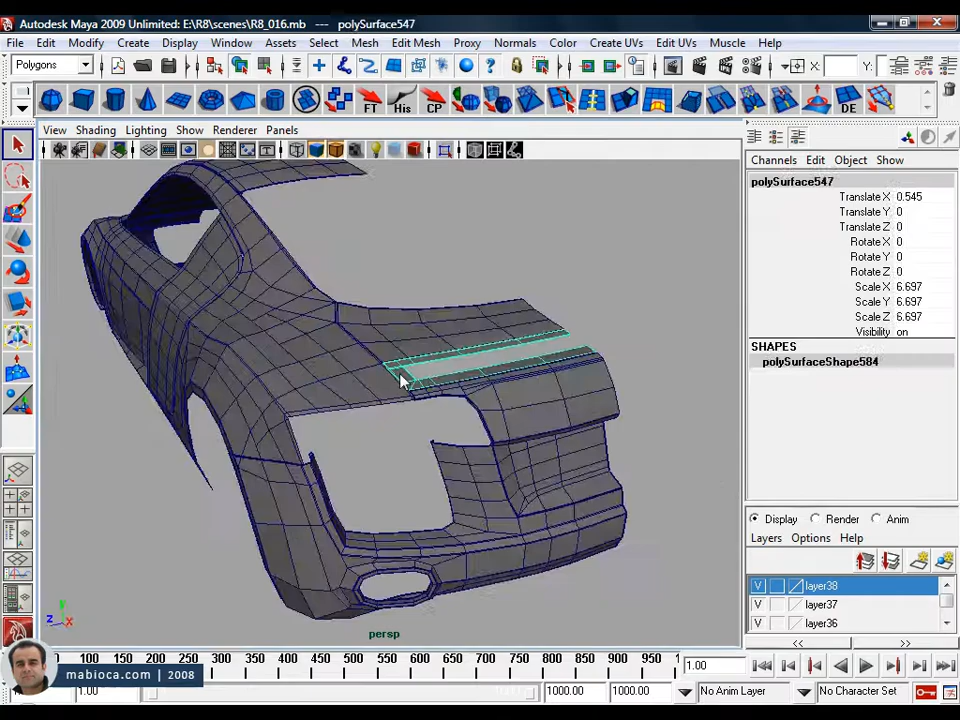 Autodesk Maya 2009 Unlimited: E:\R8\scenes\R8_016.mb --- polySurface547
File Edit Modify Create Display Window Assets Select Mesh Edit Mesh Proxy Normals Color Create UVs Edit UVs Muscle Help
Polygons X: Y:
FT His CP DE
View Shading Lighting Show Renderer Panels
Channels Edit Object Show
polySurface547
Translate X 0.545
Translate Y 0
Translate Z 0
Rotate X 0
Rotate Y 0
Rotate Z 0
Scale X 6.697
Scale Y 6.697
Scale Z 6.697
Visibility on
SHAPES
polySurfaceShape584
Display Render Anim
Layers Options Help
V layer38
V layer37
V layer36
y
z x
persp
100 150 200 250 300 350 400 450 500 550 600 650 700 750 800 850 900 950 1.00
mabioca.com | 2008
1.00 1000.00 1000.00 No Anim Layer No Character Set